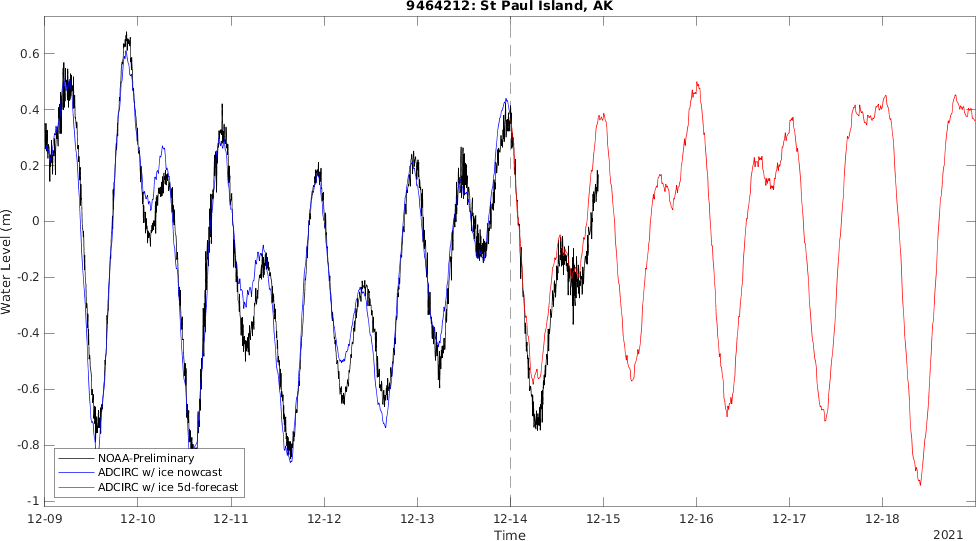 9464212: St Paul Island, AK
Water Level (m)
0.6
0.4
0.2
0
-0.2
-0.4
-0.6
-0.8
-1
NOAA-Preliminary
ADCIRC w/ ice nowcast
ADCIRC w/ ice 5d-forecast
12-09 12-10 12-11 12-12 12-13 12-14 12-15 12-16 12-17 12-18
Time
2021